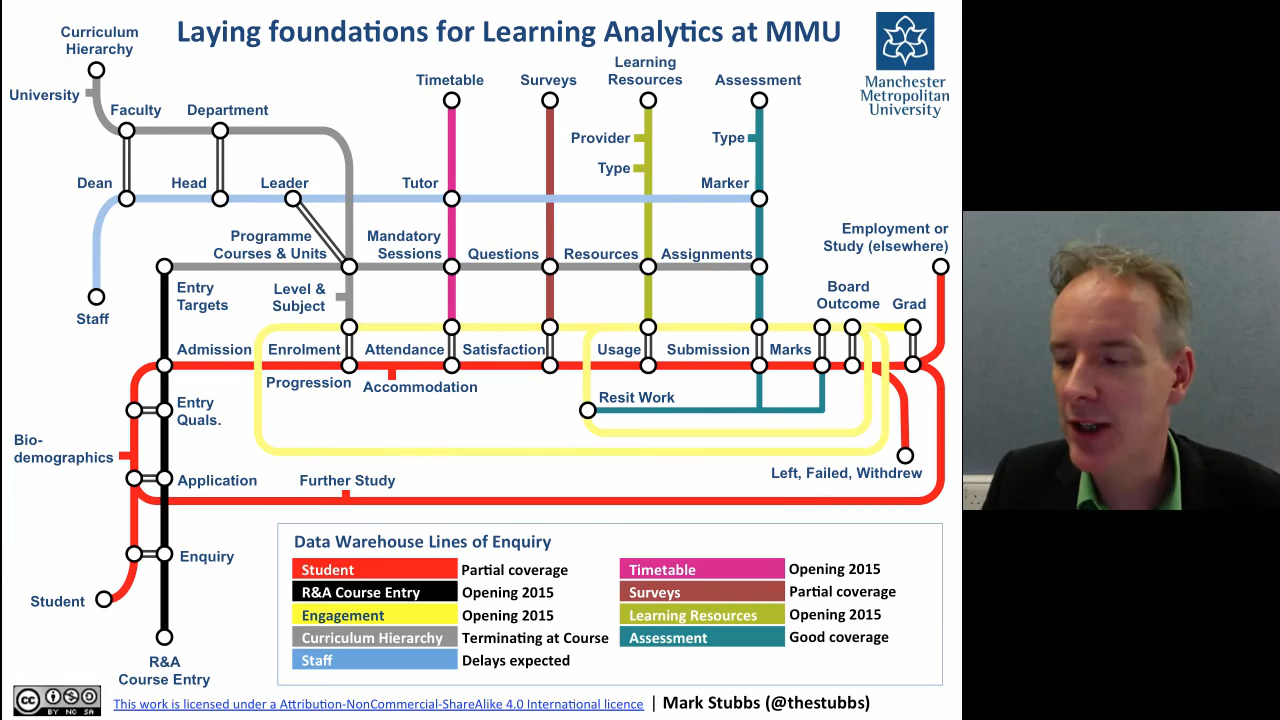 Laying foundations for Learning Analytics at MMU
Manchester
Metropolitan
University
Curriculum
Hierarchy
University
Faculty
Department
Timetable
Surveys
Learning
Resources
Assessment
Provider
Type
Type
Dean
Head
Leader
Tutor
Marker
Programme
Courses & Units
Mandatory
Sessions
Questions
Resources
Assignments
Employment or
Study (elsewhere)
Staff
Entry
Targets
Level &
Subject
Board
Outcome
Grad
Admission
Enrolment
Attendance
Satisfaction
Usage
Submission
Marks
Progression
Accommodation
Resit Work
Entry
Quals.
Bio-
demographics
Application
Further Study
Left, Failed, Withdrew
Enquiry
Student
R&A
Course Entry
Data Warehouse Lines of Enquiry
Student Partial coverage
R&A Course Entry Opening 2015
Engagement Opening 2015
Curriculum Hierarchy Terminating at Course
Staff Delays expected
Timetable Opening 2015
Surveys Partial coverage
Learning Resources Opening 2015
Assessment Good coverage
cc BY NC SA
This work is licensed under a Attribution-NonCommercial-ShareAlike 4.0 International licence | Mark Stubbs (@thestubbs)